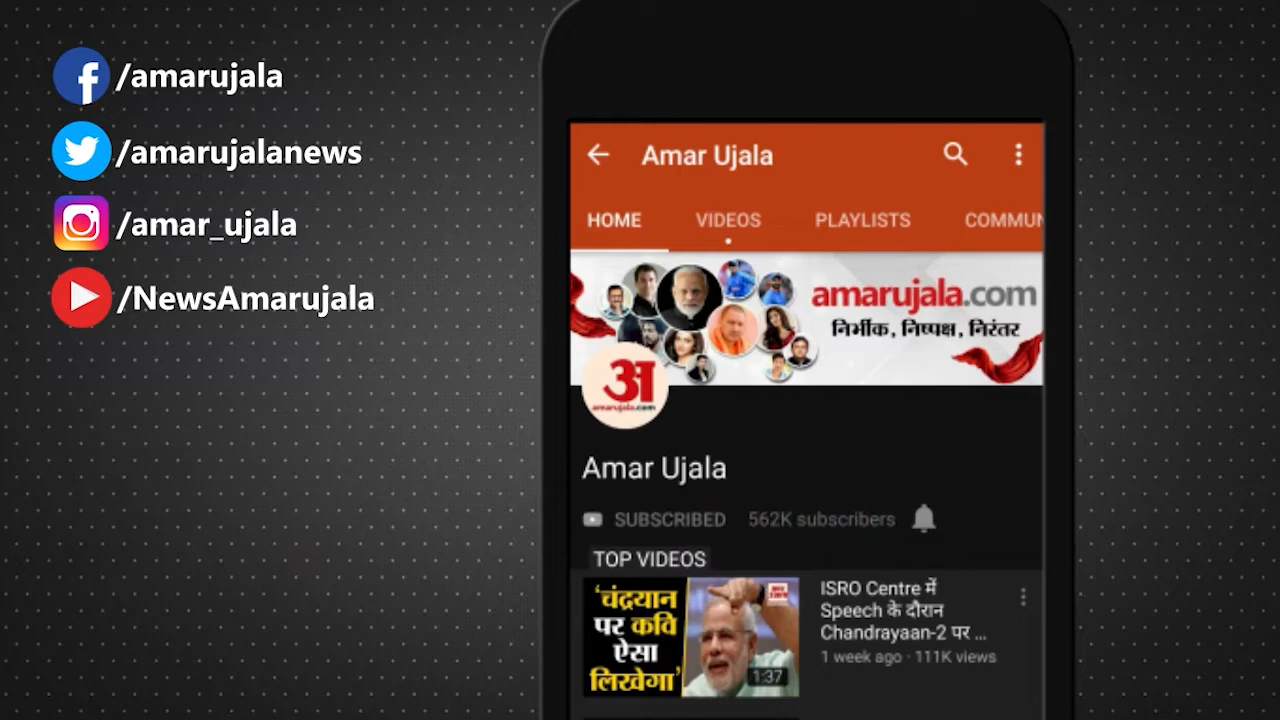 /amarujala
/amarujalanews
/amar_ujala
/NewsAmarujala
Amar Ujala
HOME VIDEOS PLAYLISTS COMMUN
amarujala.com
निर्भीक, निष्पक्ष, निरंतर
अ
amarujala.com
Amar Ujala
SUBSCRIBED 562K subscribers
TOP VIDEOS
'चंद्रयान
पर कवि
ऐसा
लिखेगा'
1:37
ISRO Centre में
Speech के दौरान
Chandrayaan-2 पर ...
1 week ago · 111K views